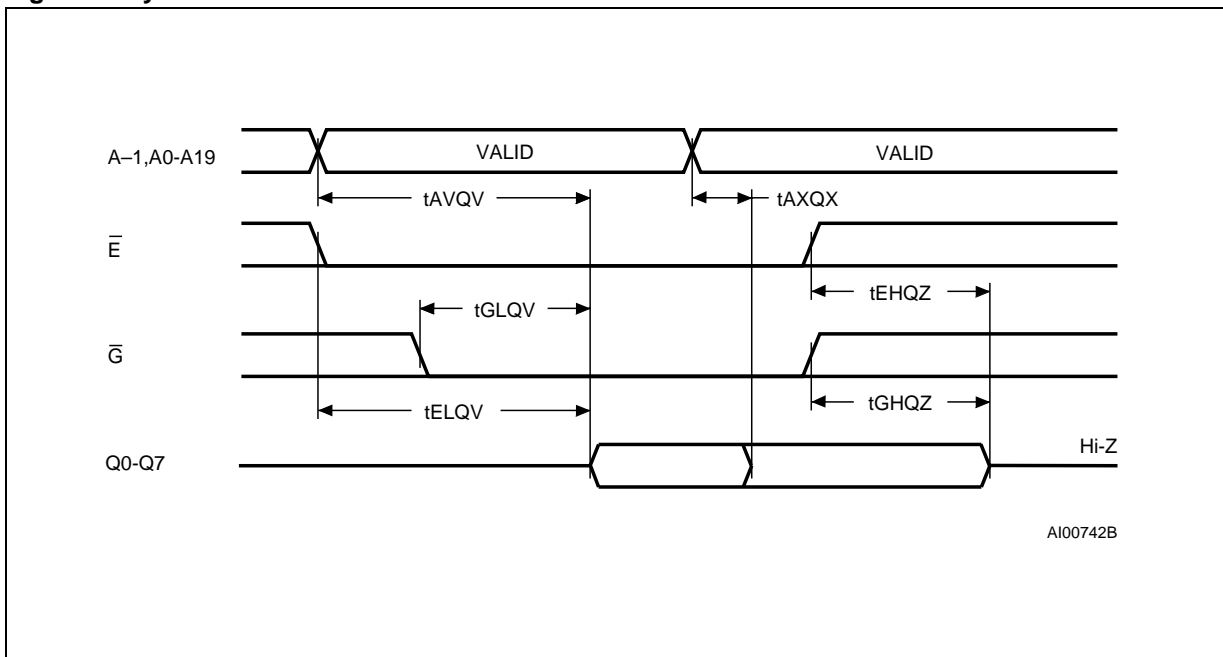 A–1,A0-A19
VALID
VALID
tAVQV
tAXQX
E̅
tEHQZ
tGLQV
G̅
tELQV
tGHQZ
Q0-Q7
Hi-Z
AI00742B